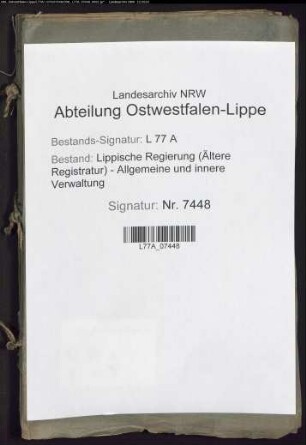 Landesarchiv NRW
Abteilung Ostwestfalen-Lippe
Bestands-Signatur: L 77 A
Bestand: Lippische Regierung (Ältere
Registratur) - Allgemeine und innere
Verwaltung
Signatur: Nr. 7448
L77A_07448